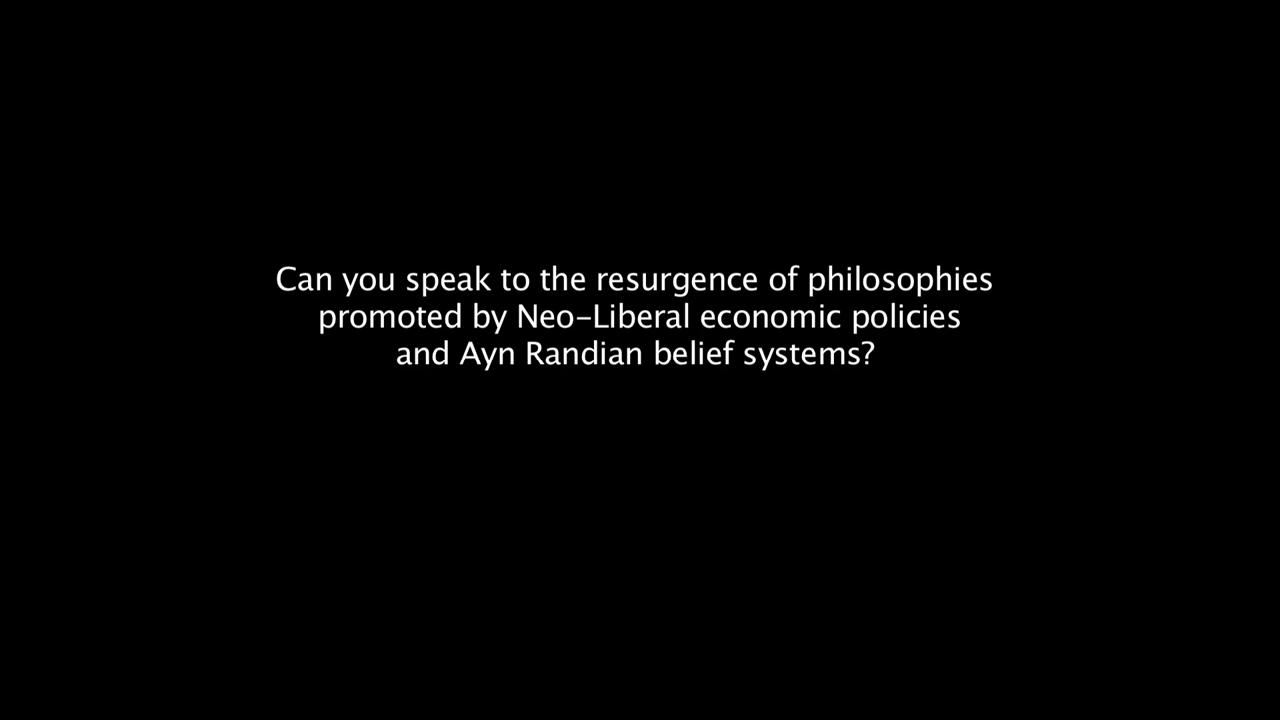 Can you speak to the resurgence of philosophies
promoted by Neo-Liberal economic policies
and Ayn Randian belief systems?